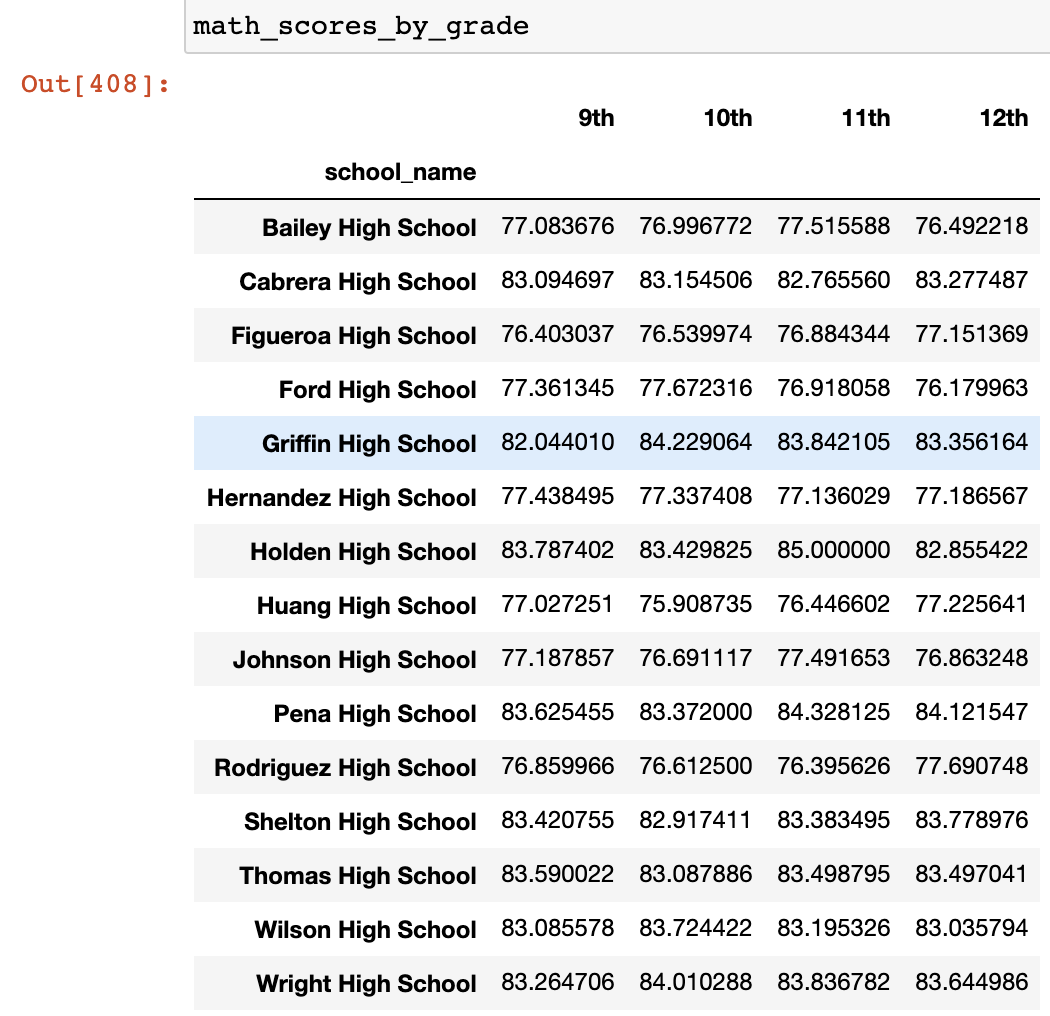 math_scores_by_grade
Out[408]:
9th 10th 11th 12th
school_name
Bailey High School 77.083676 76.996772 77.515588 76.492218
Cabrera High School 83.094697 83.154506 82.765560 83.277487
Figueroa High School 76.403037 76.539974 76.884344 77.151369
Ford High School 77.361345 77.672316 76.918058 76.179963
Griffin High School 82.044010 84.229064 83.842105 83.356164
Hernandez High School 77.438495 77.337408 77.136029 77.186567
Holden High School 83.787402 83.429825 85.000000 82.855422
Huang High School 77.027251 75.908735 76.446602 77.225641
Johnson High School 77.187857 76.691117 77.491653 76.863248
Pena High School 83.625455 83.372000 84.328125 84.121547
Rodriguez High School 76.859966 76.612500 76.395626 77.690748
Shelton High School 83.420755 82.917411 83.383495 83.778976
Thomas High School 83.590022 83.087886 83.498795 83.497041
Wilson High School 83.085578 83.724422 83.195326 83.035794
Wright High School 83.264706 84.010288 83.836782 83.644986